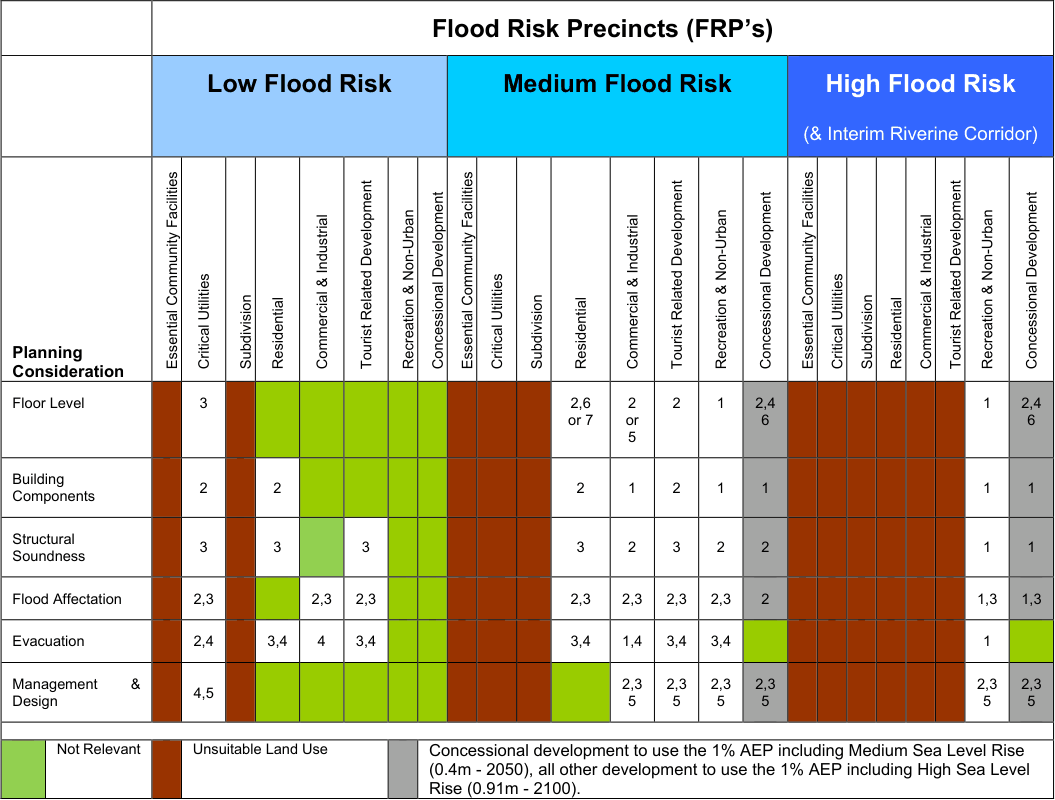 Flood Risk Precincts (FRP’s)
Low Flood Risk
Medium Flood Risk
High Flood Risk
(& Interim Riverine Corridor)
Planning
Consideration
Essential Community Facilities
Critical Utilities
Subdivision
Residential
Commercial & Industrial
Tourist Related Development
Recreation & Non-Urban
Concessional Development
Essential Community Facilities
Critical Utilities
Subdivision
Residential
Commercial & Industrial
Tourist Related Development
Recreation & Non-Urban
Concessional Development
Essential Community Facilities
Critical Utilities
Subdivision
Residential
Commercial & Industrial
Tourist Related Development
Recreation & Non-Urban
Concessional Development
Floor Level
3
2,6
or 7
2
or
5
2
1
2,4
6
1
2,4
6
Building
Components
2
2
2
1
2
1
1
1
1
Structural
Soundness
3
3
3
3
2
3
2
2
1
1
Flood Affectation
2,3
2,3
2,3
2,3
2,3
2,3
2,3
2
1,3
1,3
Evacuation
2,4
3,4
4
3,4
3,4
1,4
3,4
3,4
1
Management &
Design
4,5
2,3
5
2,3
5
2,3
5
2,3
5
2,3
5
2,3
5
Not Relevant
Unsuitable Land Use
Concessional development to use the 1% AEP including Medium Sea Level Rise
(0.4m - 2050), all other development to use the 1% AEP including High Sea Level
Rise (0.91m - 2100).